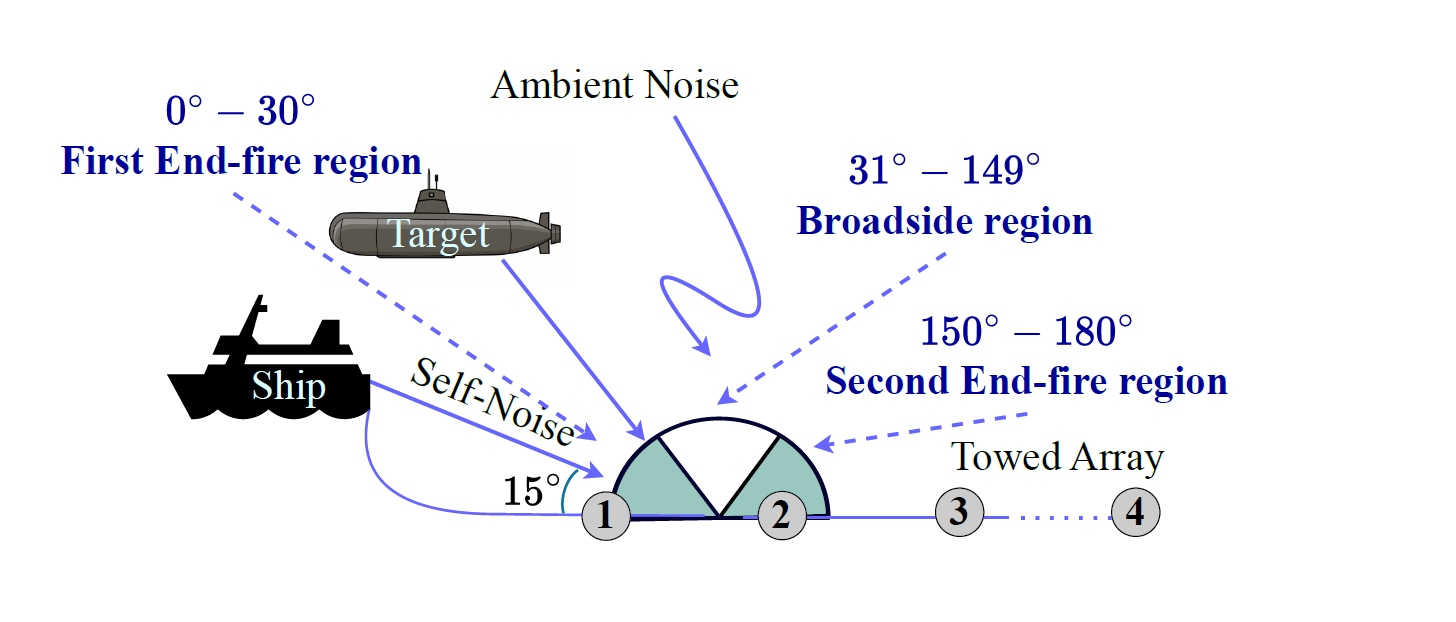 Ambient Noise
0° – 30°
First End-fire region
31° – 149°
Broadside region
Target
150° – 180°
Second End-fire region
Ship
Self-Noise
Towed Array
15°
1
2
3
4